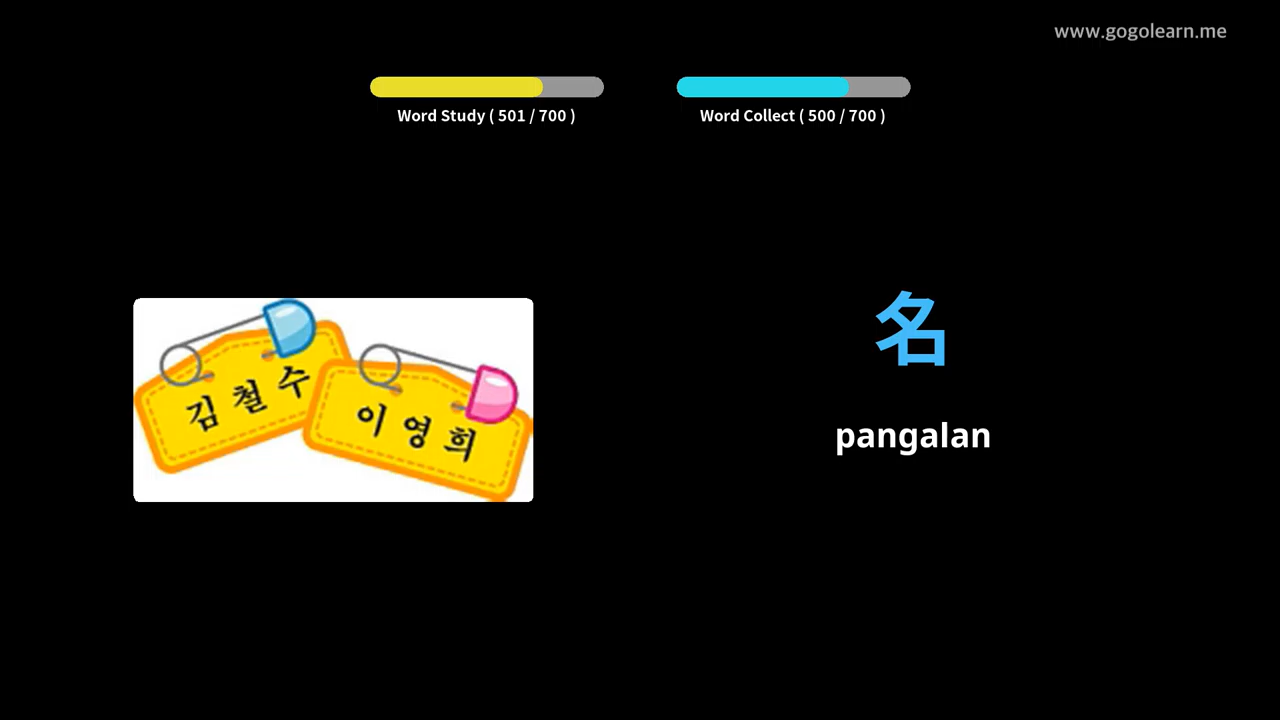 www.gogolearn.me
Word Study ( 501 / 700 )
Word Collect ( 500 / 700 )
김철수
이영희
名
pangalan